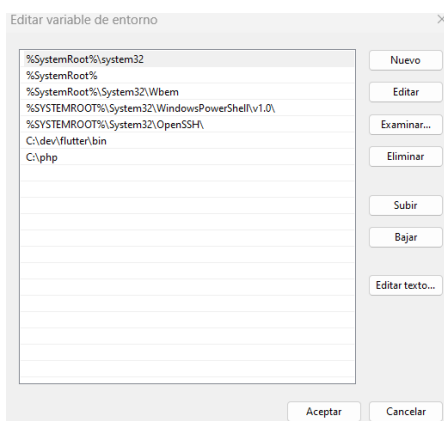 Editar variable de entorno
%SystemRoot%\system32
%SystemRoot%
%SystemRoot%\System32\Wbem
%SYSTEMROOT%\System32\WindowsPowerShell\v1.0\
%SYSTEMROOT%\System32\OpenSSH\
C:\dev\flutter\bin
C:\php
Nuevo
Editar
Examinar...
Eliminar
Subir
Bajar
Editar texto...
Aceptar
Cancelar